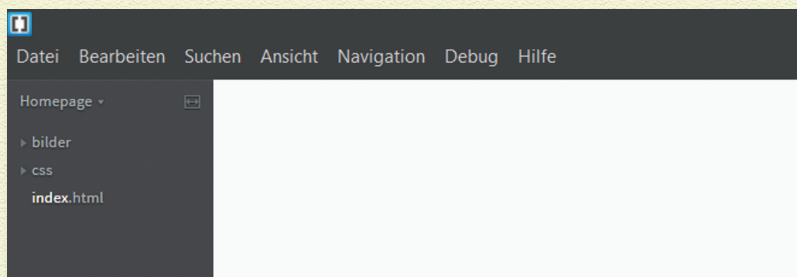 Datei Bearbeiten Suchen Ansicht Navigation Debug Hilfe
Homepage
bilder
css
index.html